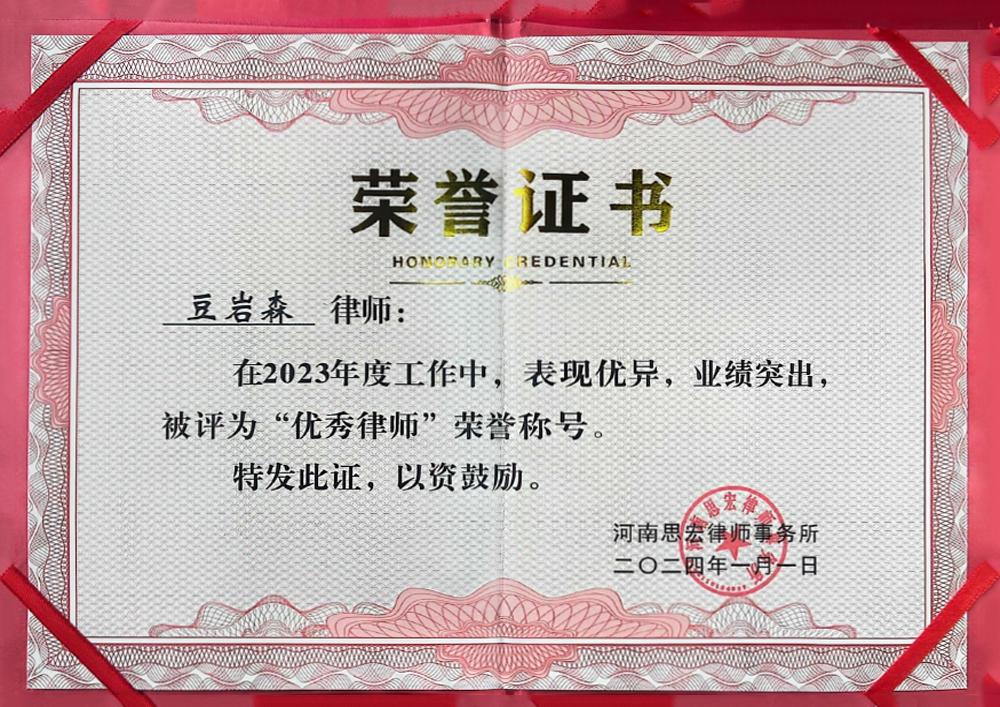 荣誉证书
HONORARY CREDENTIAL
豆岩森 律师：
在2023年度工作中，表现优异，业绩突出，
被评为“优秀律师”荣誉称号。
特发此证，以资鼓励。
河南思宏律师事务所
二〇二四年一月一日